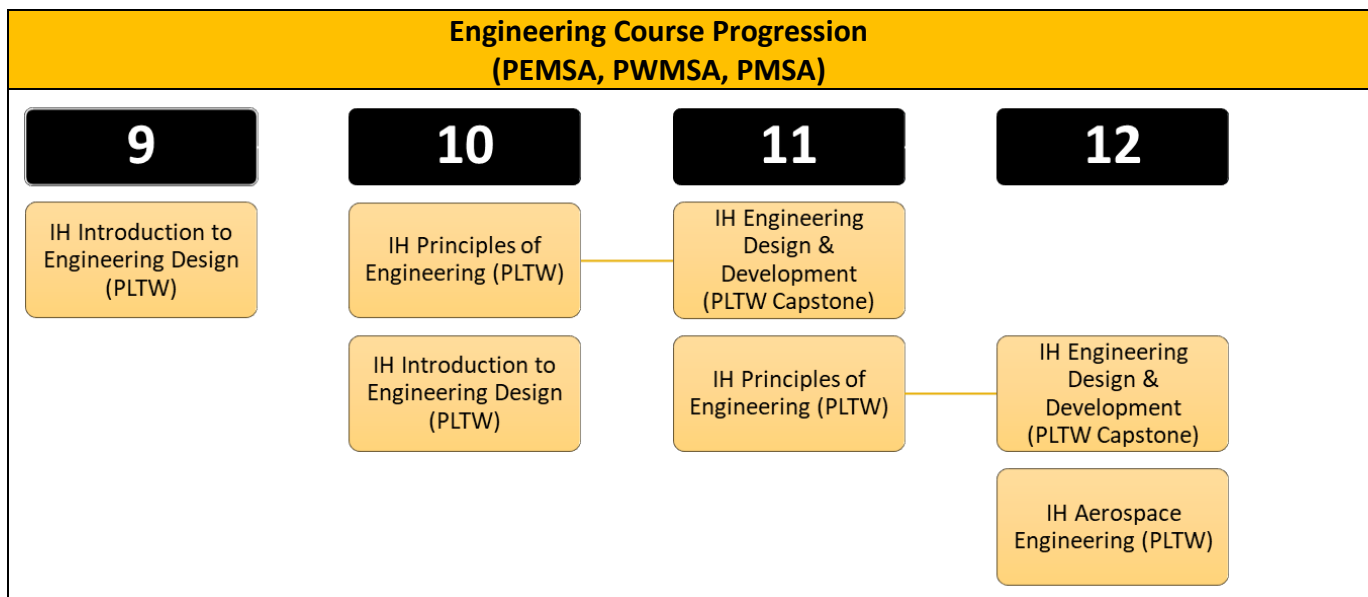 Engineering Course Progression
(PEMSA, PWMSA, PMSA)
9
10
11
12
IH Introduction to
Engineering Design
(PLTW)
IH Principles of
Engineering (PLTW)
IH Engineering
Design &
Development
(PLTW Capstone)
IH Introduction to
Engineering Design
(PLTW)
IH Principles of
Engineering (PLTW)
IH Engineering
Design &
Development
(PLTW Capstone)
IH Aerospace
Engineering (PLTW)